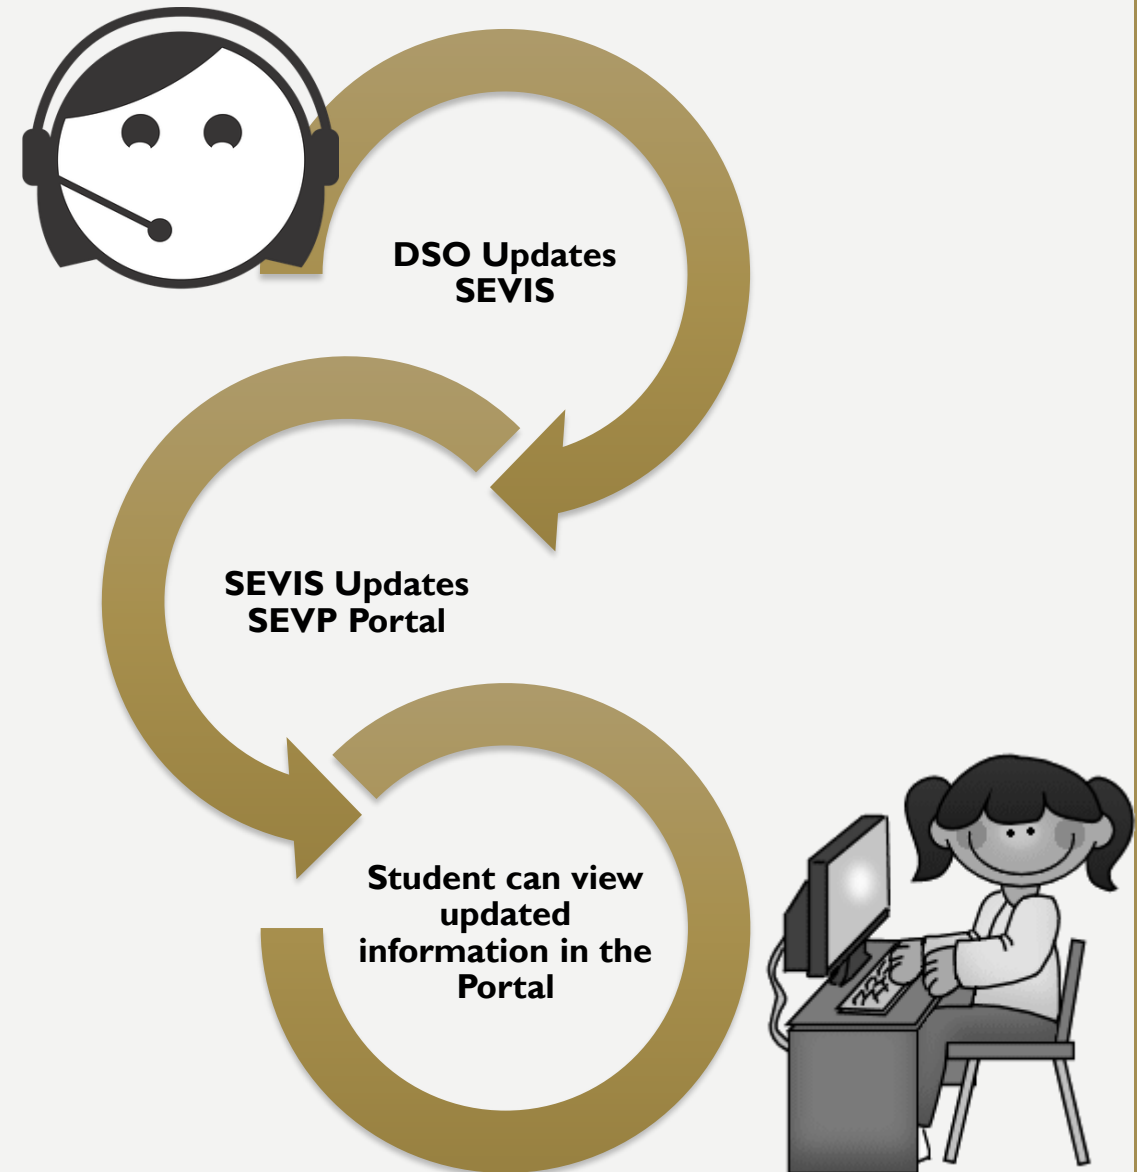 DSO Updates
SEVIS
SEVIS Updates
SEVP Portal
Student can view
updated
information in the
Portal